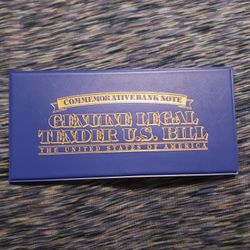 COMMEMORATIVE BANK NOTE
GENUINE LEGAL
TENDER U.S. BILL
THE UNITED STATES OF AMERICA